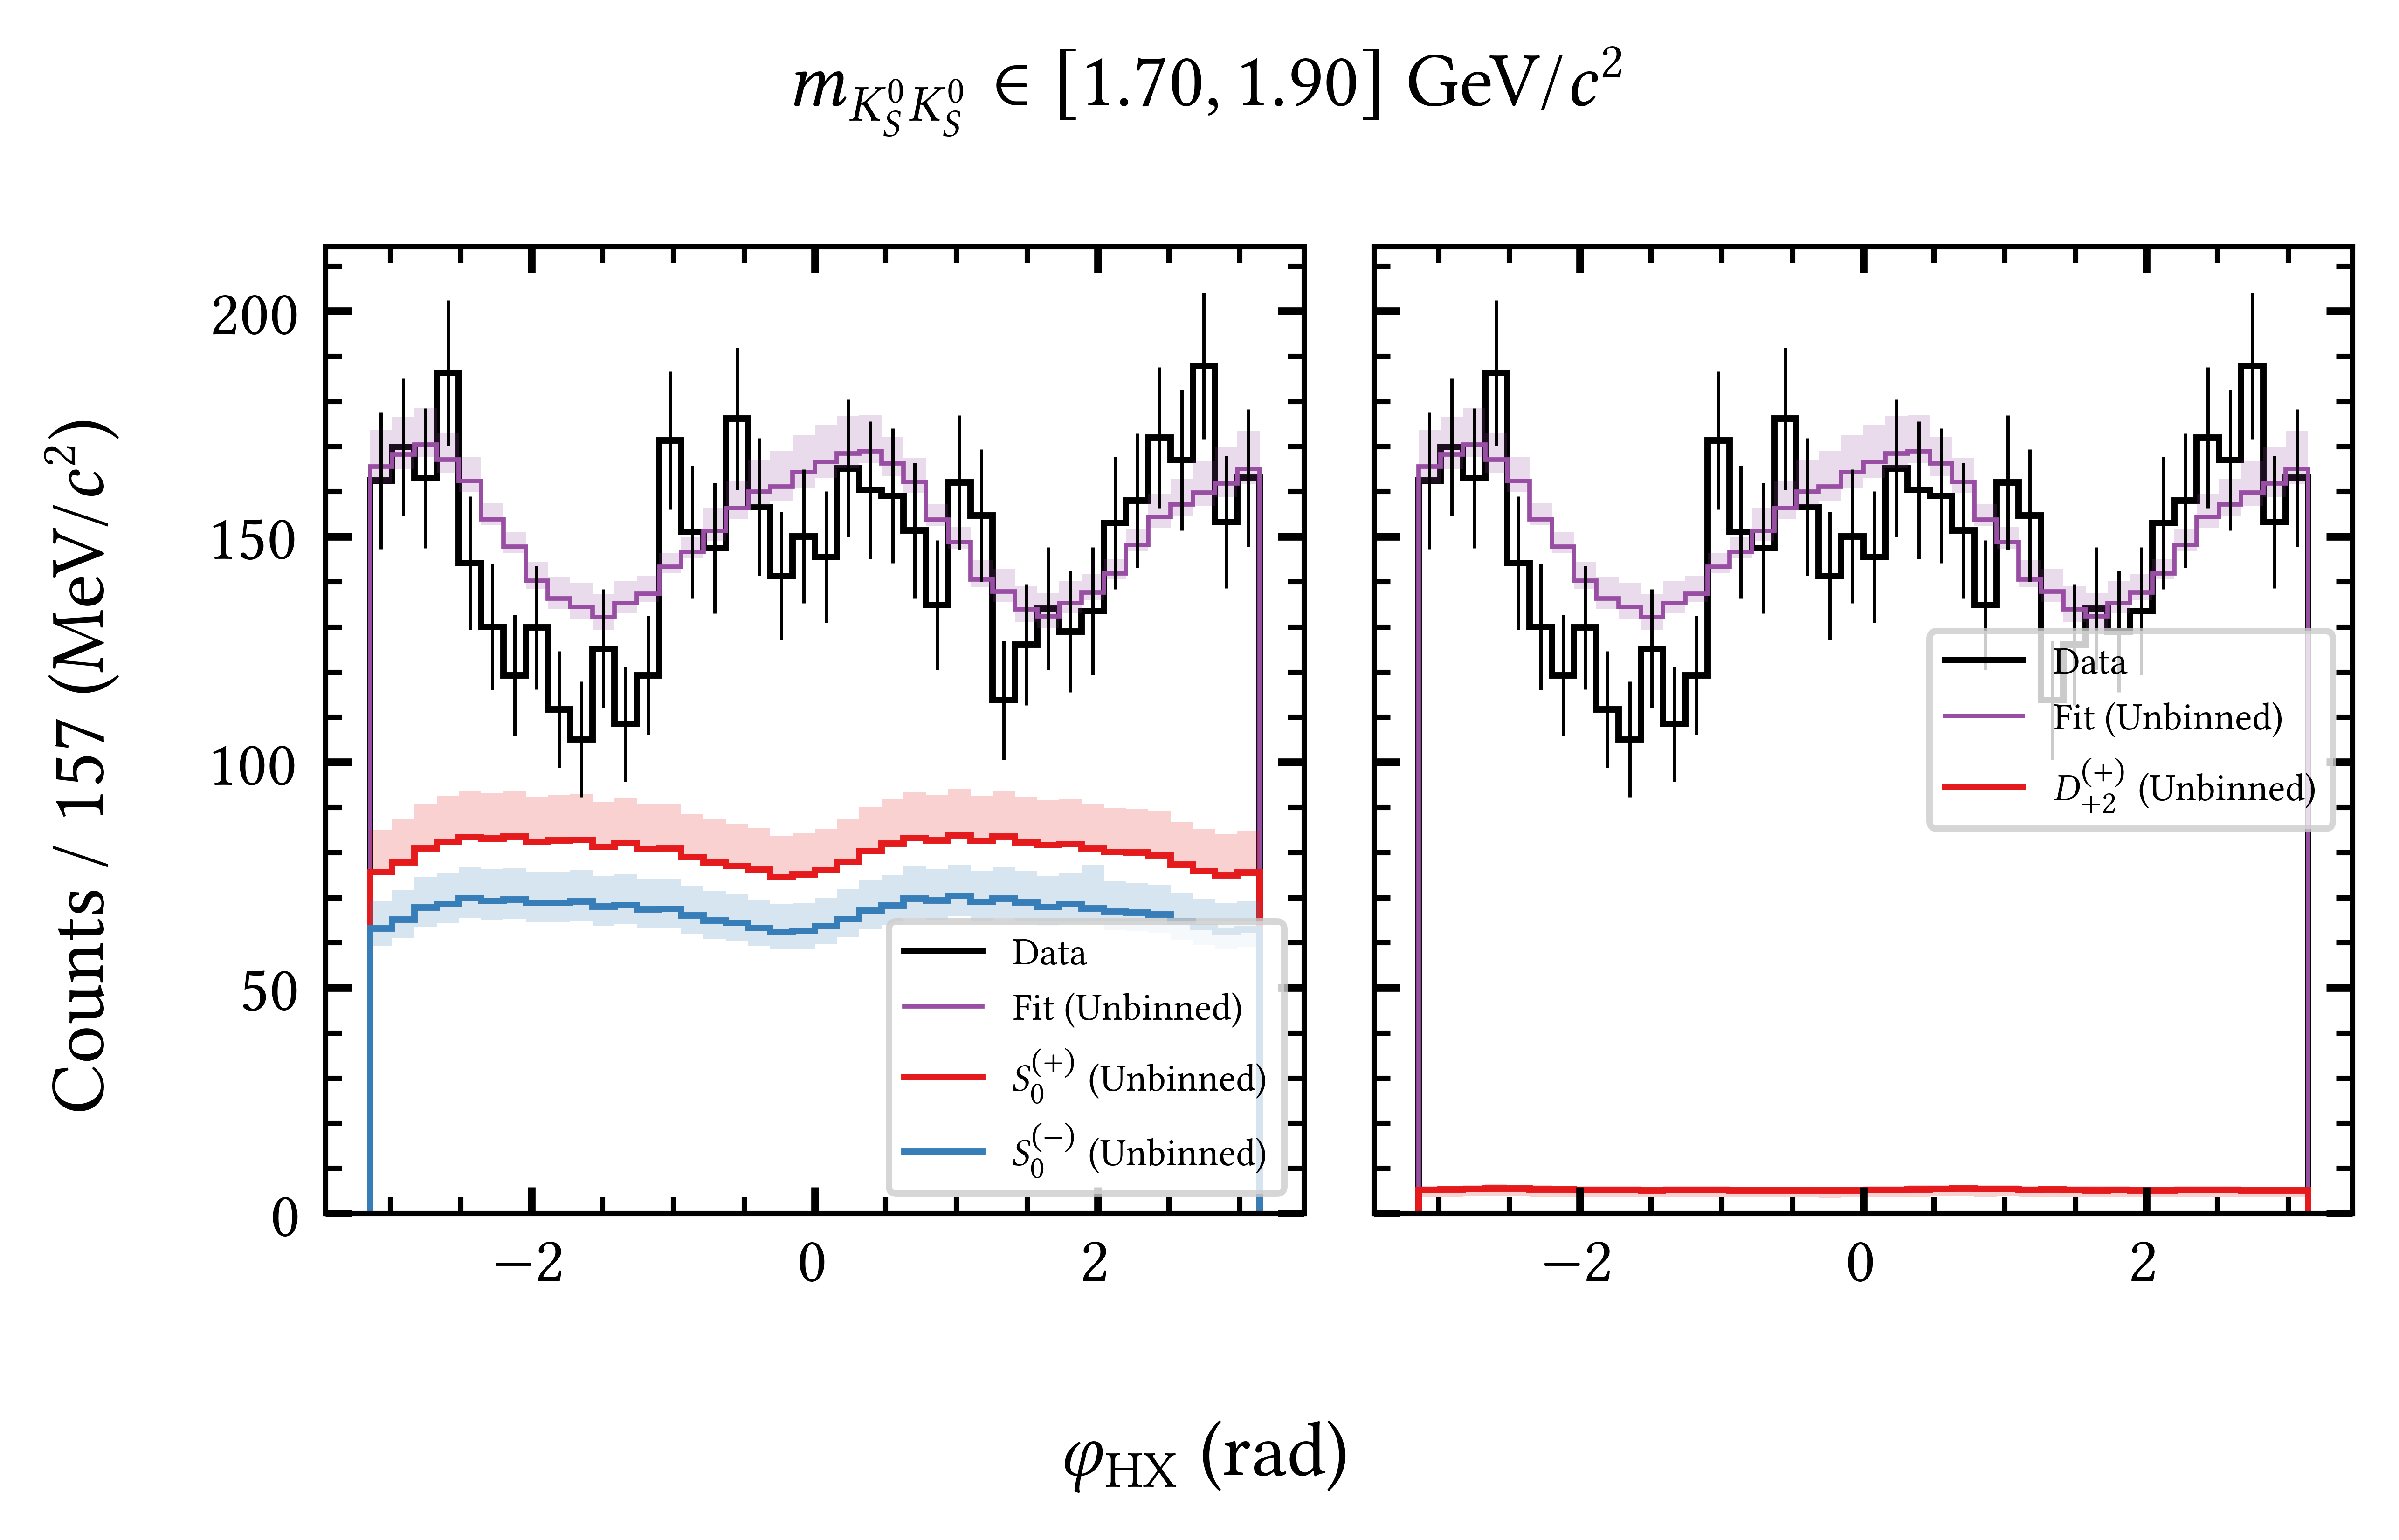 m_{K_S^0 K_S^0} ∈ [1.70, 1.90] GeV/c²
Counts / 157 (MeV/c²)
200
150
100
50
0
Data
Fit (Unbinned)
S_0^{(+)} (Unbinned)
S_0^{(−)} (Unbinned)
−2 0 2
Data
Fit (Unbinned)
D_{+2}^{(+)} (Unbinned)
−2 0 2
φ_{HX} (rad)